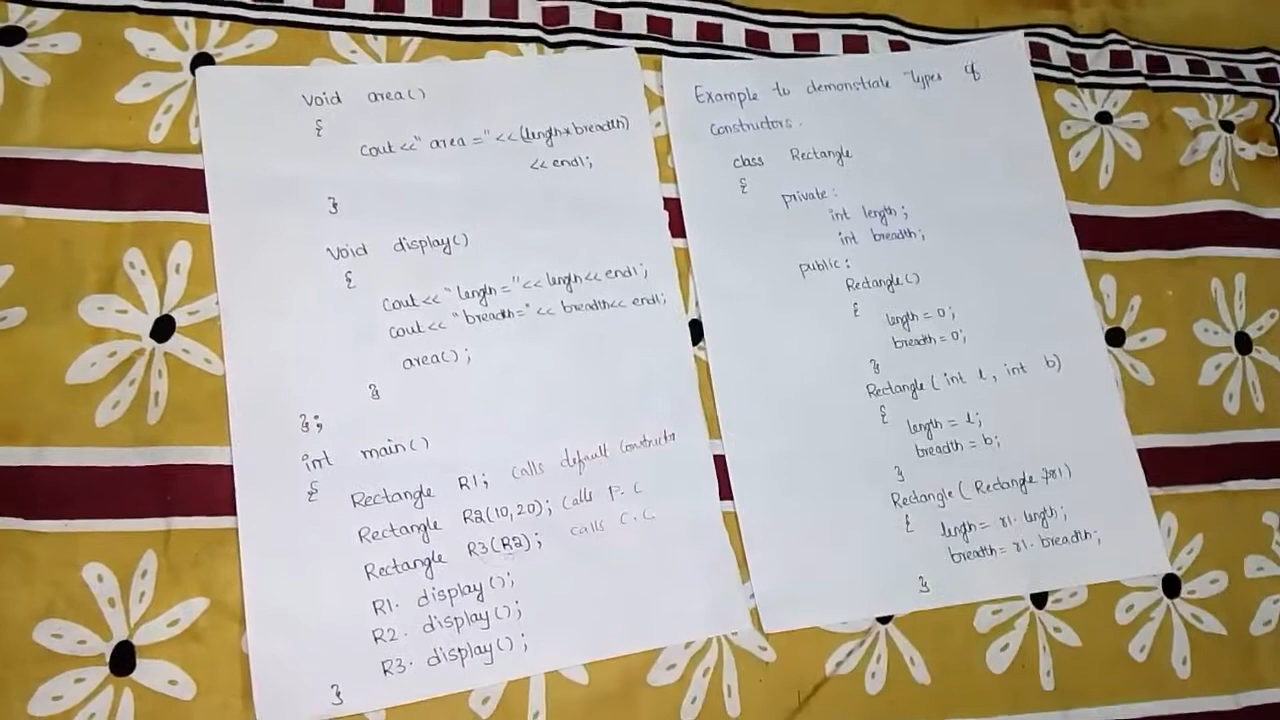 Example to demonstrate Types of
Constructors.
class Rectangle
{
private:
int length;
int breadth;
public:
Rectangle()
{
length = 0;
breadth = 0;
}
Rectangle (int l, int b)
{
length = l;
breadth = b;
}
Rectangle (Rectangle &r1)
{
length = r1. length;
breadth = r1. breadth;
}
Void area()
{
cout <<" area =" << (length*breadth)
<< endl;
}
Void display()
{
cout<< " length = "<< length<< endl;
cout<< " breadth=" << breadth<< endl;
area();
}
};
int main()
{ Rectangle R1; calls default constructor
Rectangle R2(10,20); calls P.C
Rectangle R3(R2); calls C.C
R1. display();
R2. display();
R3. display();
}